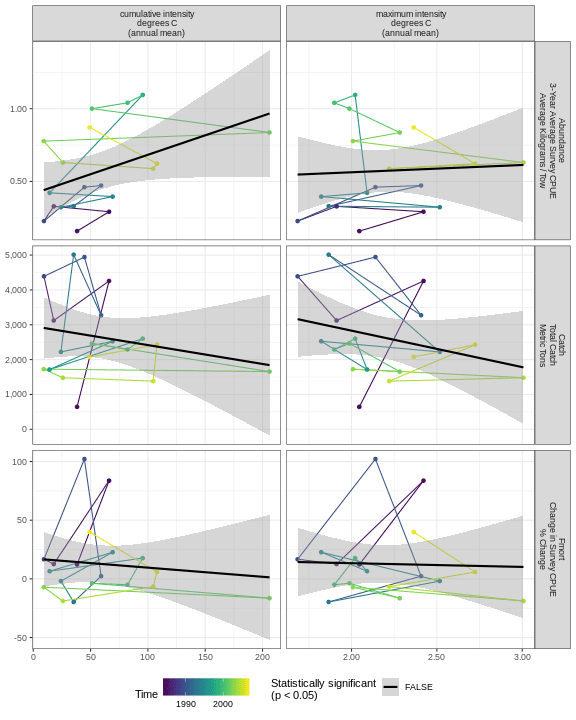 cumulative intensity
degrees C
(annual mean)
maximum intensity
degrees C
(annual mean)
1.00
0.50
Abundance
3-Year Average Survey CPUE
Average Kilograms / Tow
5,000
4,000
3,000
2,000
1,000
0
Catch
Total Catch
Metric Tons
100
50
0
-50
Fmort
Change in Survey CPUE
% Change
0
50
100
150
200
2.00
2.50
3.00
Time
1990
2000
Statistically significant
(p < 0.05)
FALSE